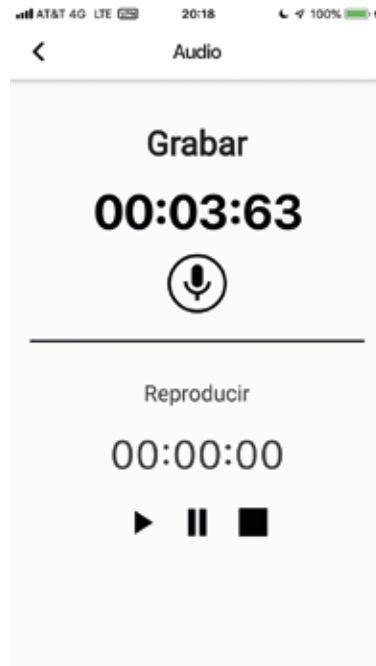 AT&T 4G LTE 20:18 100%
Audio
Grabar
00:03:63
Reproducir
00:00:00